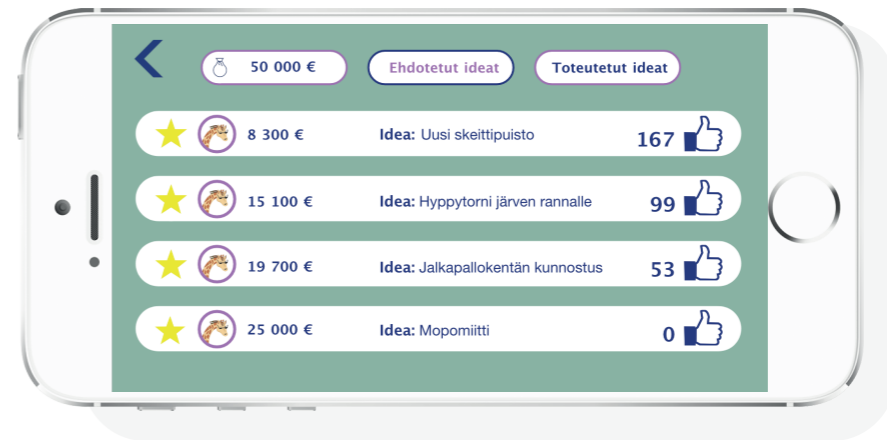 50 000 € Ehdotetut ideat Toteutetut ideat
8 300 € Idea: Uusi skeittipuisto 167
15 100 € Idea: Hyppytorni järven rannalle 99
19 700 € Idea: Jalkapallokentän kunnostus 53
25 000 € Idea: Mopomiitti 0